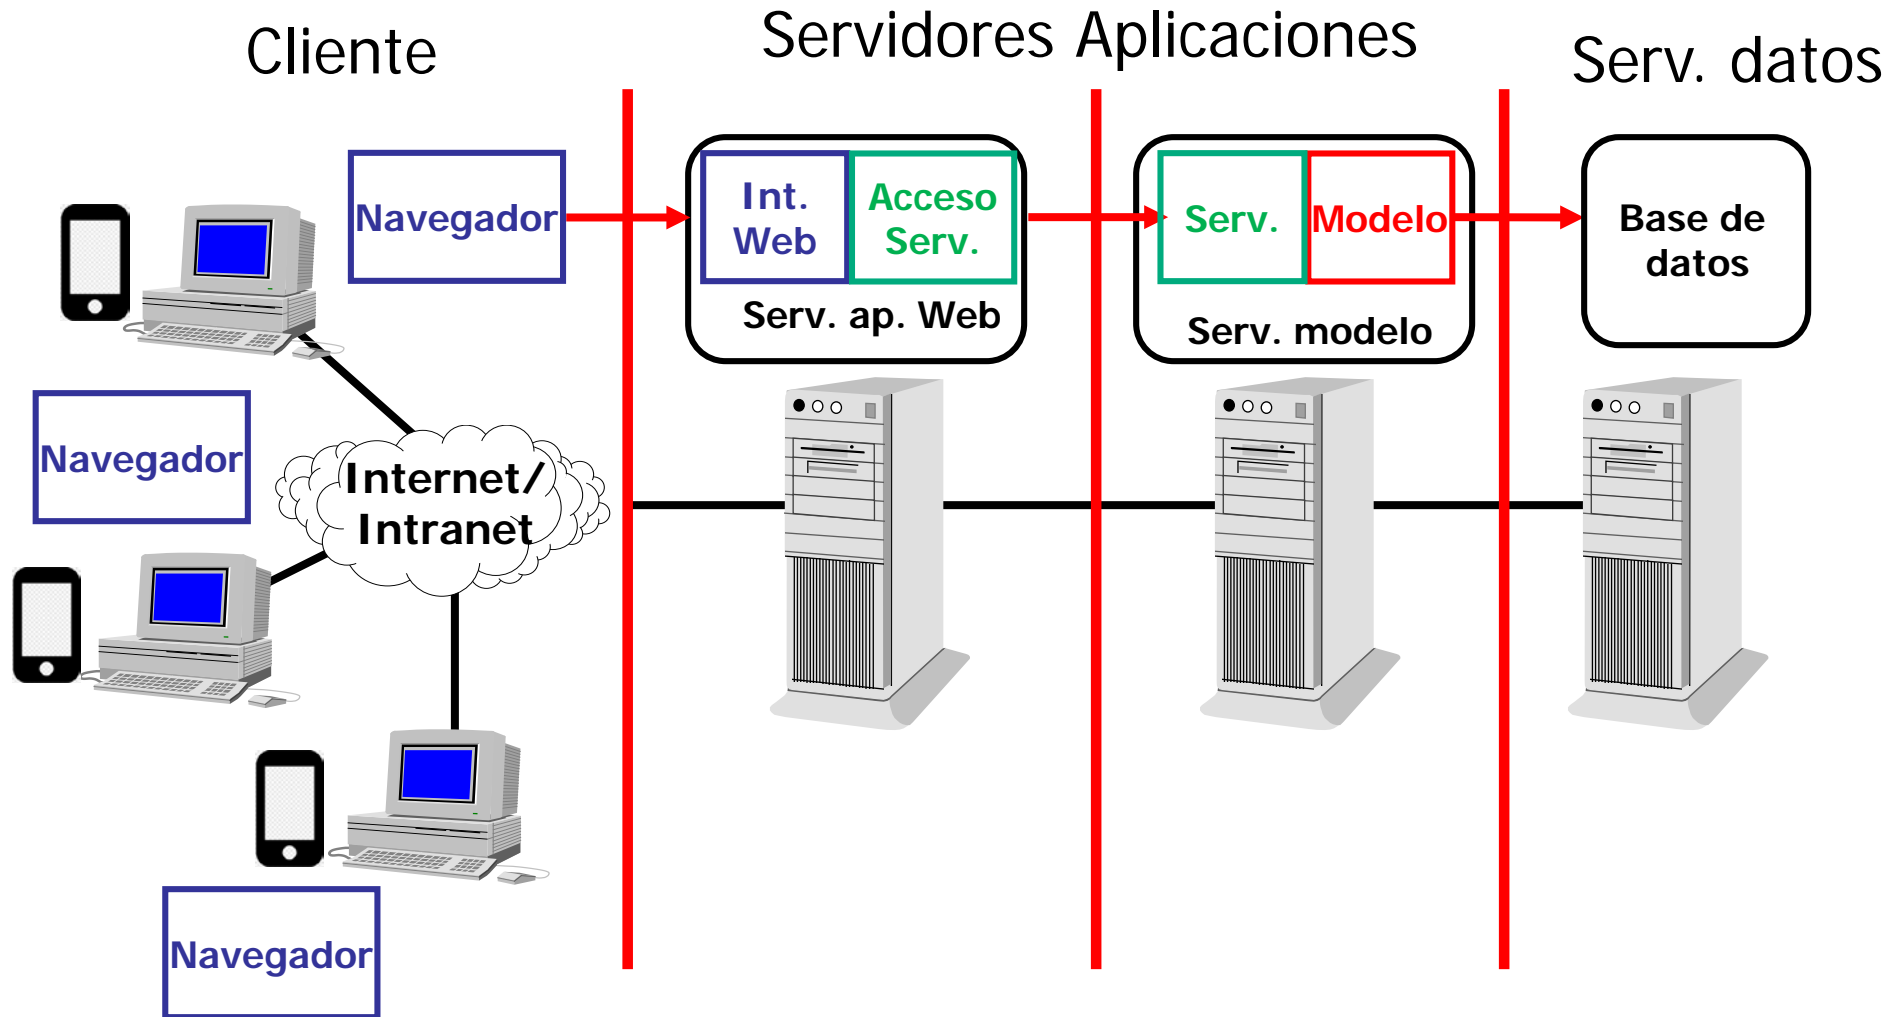 Cliente
Servidores Aplicaciones
Serv. datos
Navegador
Int.
Web
Acceso
Serv.
Serv. ap. Web
Serv.
Modelo
Serv. modelo
Base de
datos
Navegador
Internet/
Intranet
Navegador